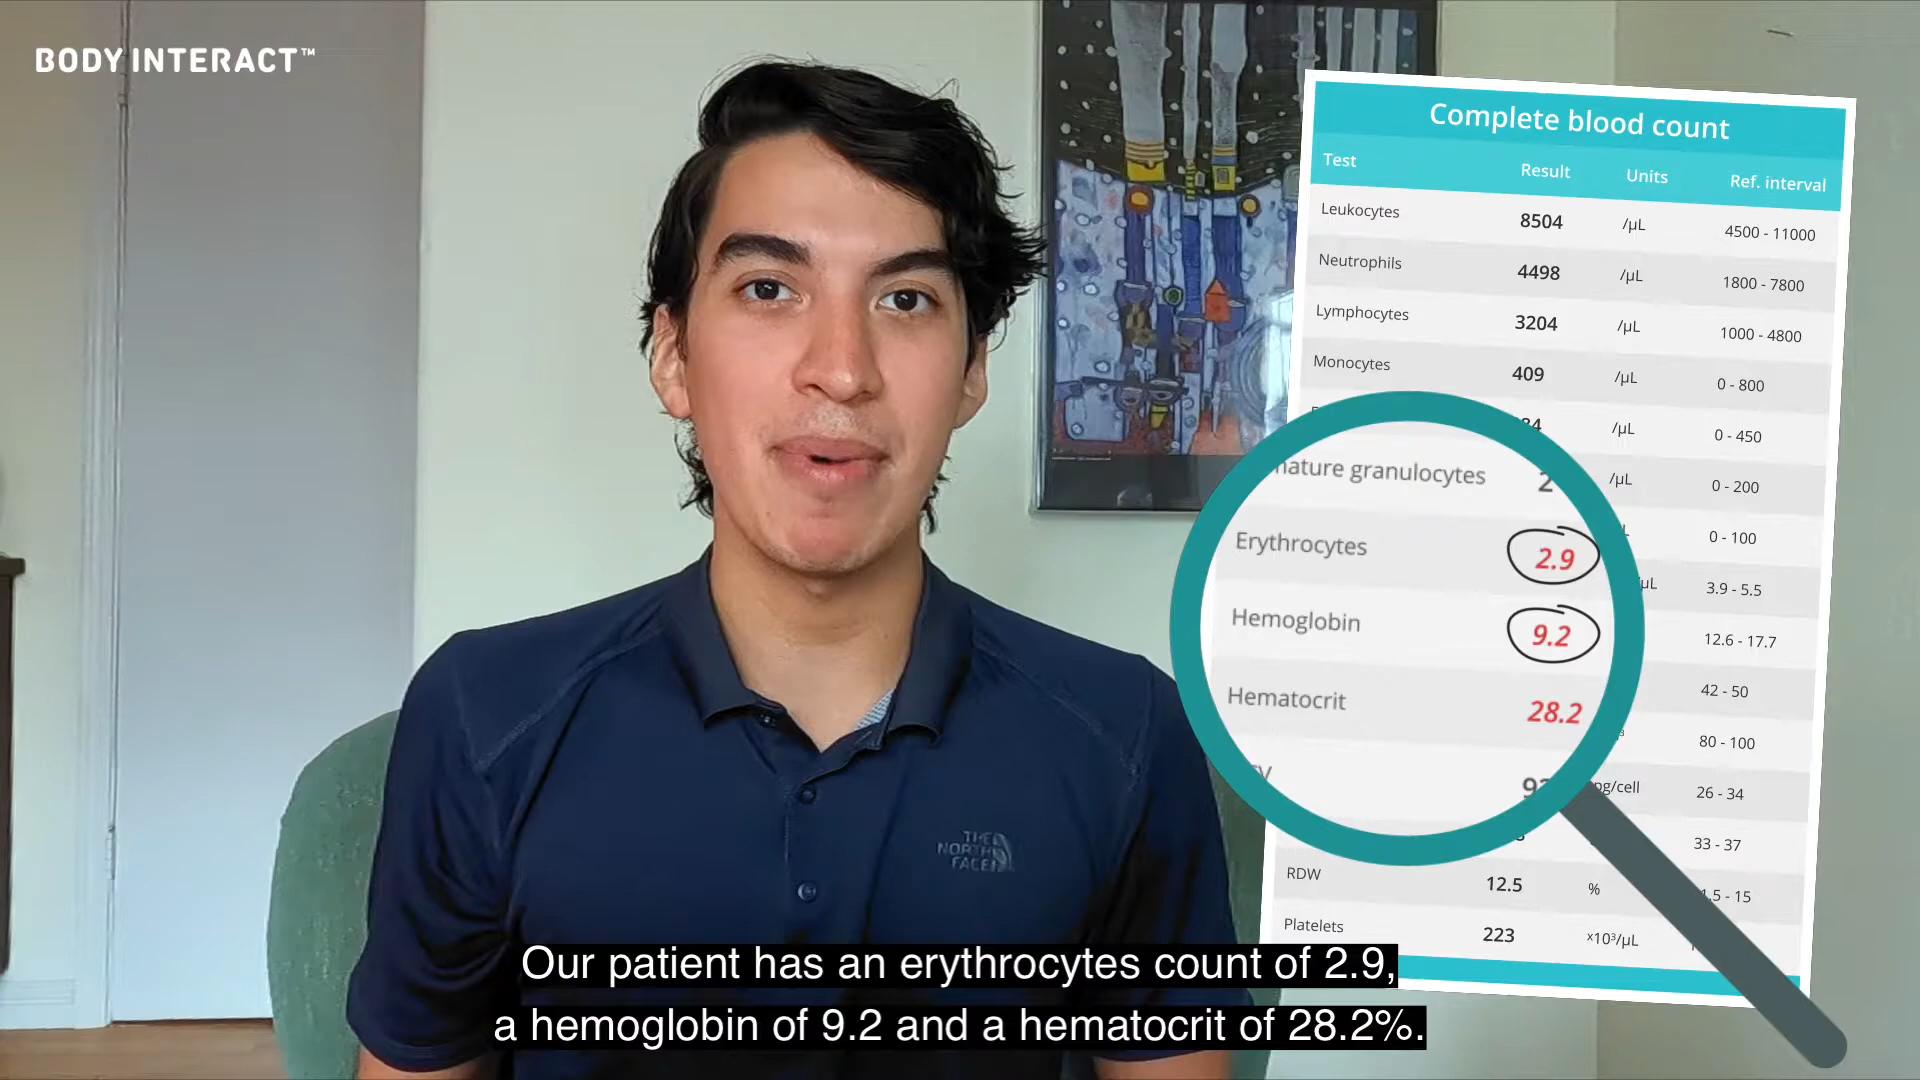 BODY INTERACT™
Complete blood count
Test Result Units Ref. interval
Leukocytes 8504 /µL 4500 - 11000
Neutrophils 4498 /µL 1800 - 7800
Lymphocytes 3204 /µL 1000 - 4800
Monocytes 409 /µL 0 - 800
/µL 0 - 450
granulocytes /µL 0 - 200
0 - 100
Erythrocytes 2.9 3.9 - 5.5
Hemoglobin 9.2 12.6 - 17.7
Hematocrit 28.2 42 - 50
80 - 100
pg/cell 26 - 34
33 - 37
RDW 12.5 %
Platelets 223 x10³/µL
THE
NORTH
FACE
Our patient has an erythrocytes count of 2.9,
a hemoglobin of 9.2 and a hematocrit of 28.2%.